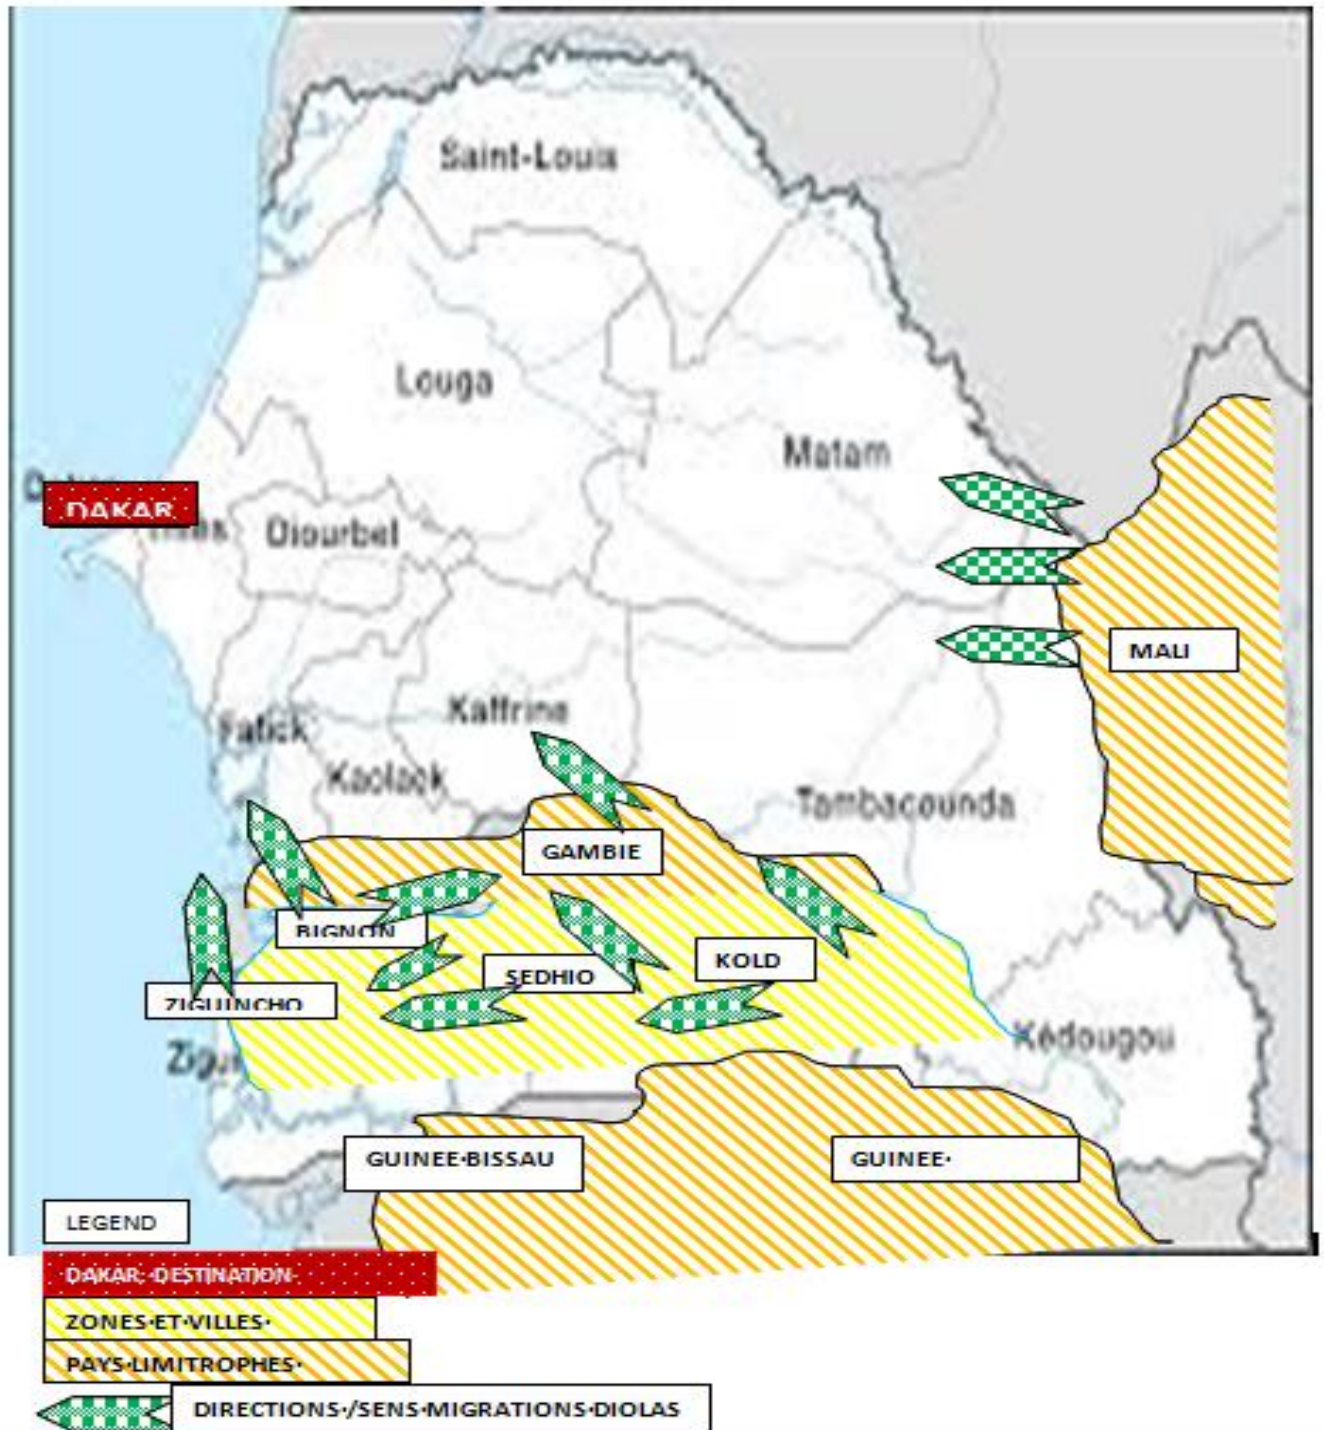 Saint-Louis
Louga
Matam
DAKAR
Diourbel
MALI
Kaffrine
Fatick
Kaolack
Tambacounda
GAMBIE
BIGNON
KOLD
SEDHIO
ZIGUINCHO
Kédougou
Zigui
GUINEE·BISSAU
GUINEE·
LEGEND
DAKAR;·DESTINATION·
ZONES·ET·VILLES·
PAYS·LIMITROPHES·
DIRECTIONS·/SENS·MIGRATIONS·DIOLAS